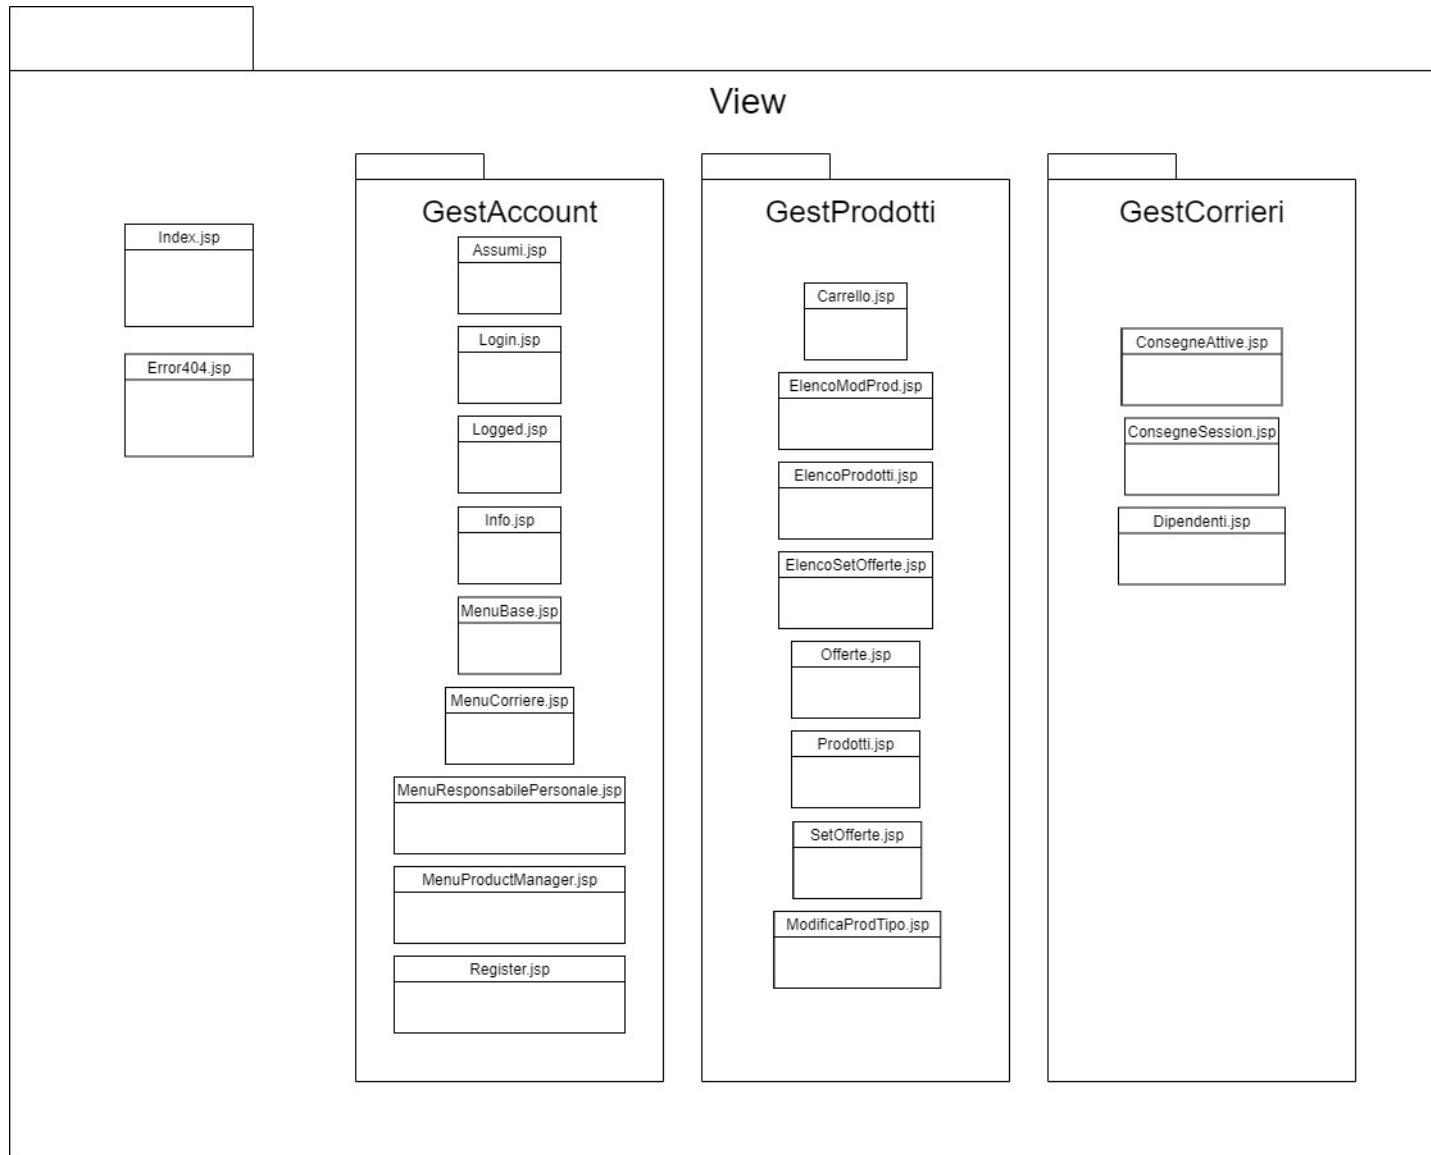 View
Index.jsp
Error404.jsp
GestAccount
Assumi.jsp
Login.jsp
Logged.jsp
Info.jsp
MenuBase.jsp
MenuCorriere.jsp
MenuResponsabilePersonale.jsp
MenuProductManager.jsp
Register.jsp
GestProdotti
Carrello.jsp
ElencoModProd.jsp
ElencoProdotti.jsp
ElencoSetOfferte.jsp
Offerte.jsp
Prodotti.jsp
SetOfferte.jsp
ModificaProdTipo.jsp
GestCorrieri
ConsegneAttive.jsp
ConsegneSession.jsp
Dipendenti.jsp